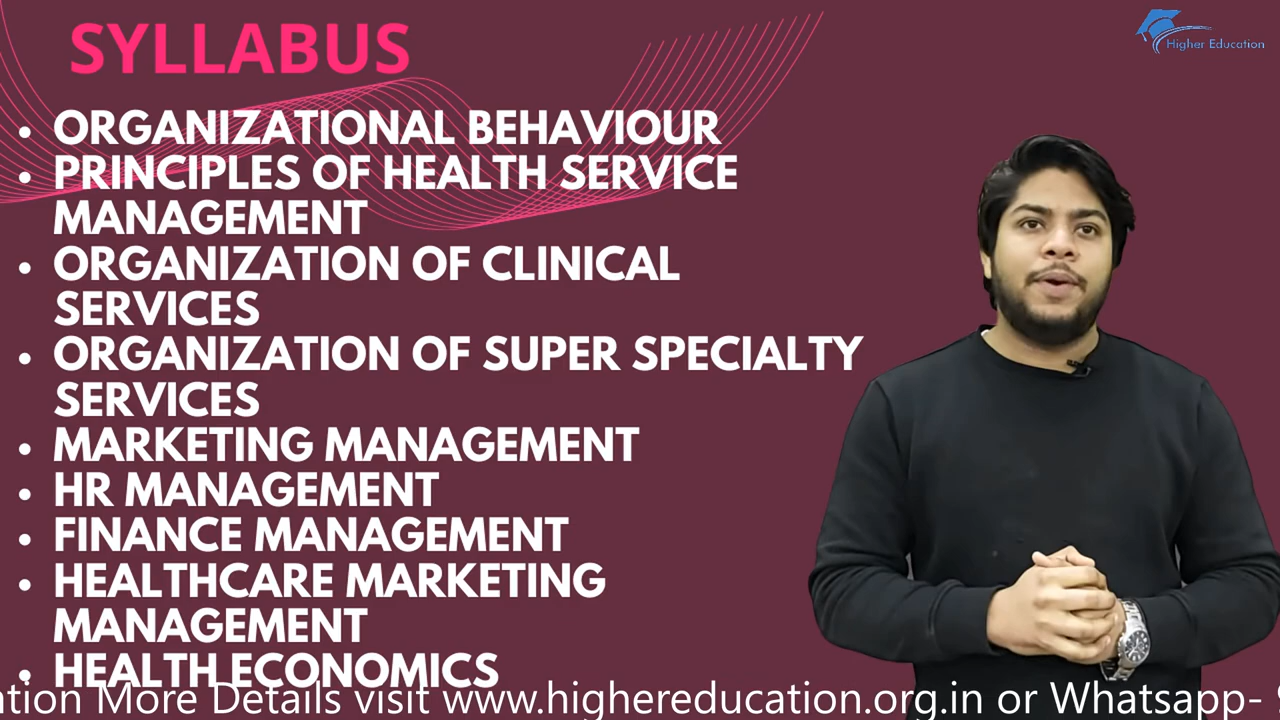 SYLLABUS
Higher Education
• ORGANIZATIONAL BEHAVIOUR
• PRINCIPLES OF HEALTH SERVICE
MANAGEMENT
• ORGANIZATION OF CLINICAL
SERVICES
• ORGANIZATION OF SUPER SPECIALTY
SERVICES
• MARKETING MANAGEMENT
• HR MANAGEMENT
• FINANCE MANAGEMENT
• HEALTHCARE MARKETING
MANAGEMENT
• HEALTH ECONOMICS
More Details visit www.highereducation.org.in or Whatsapp-